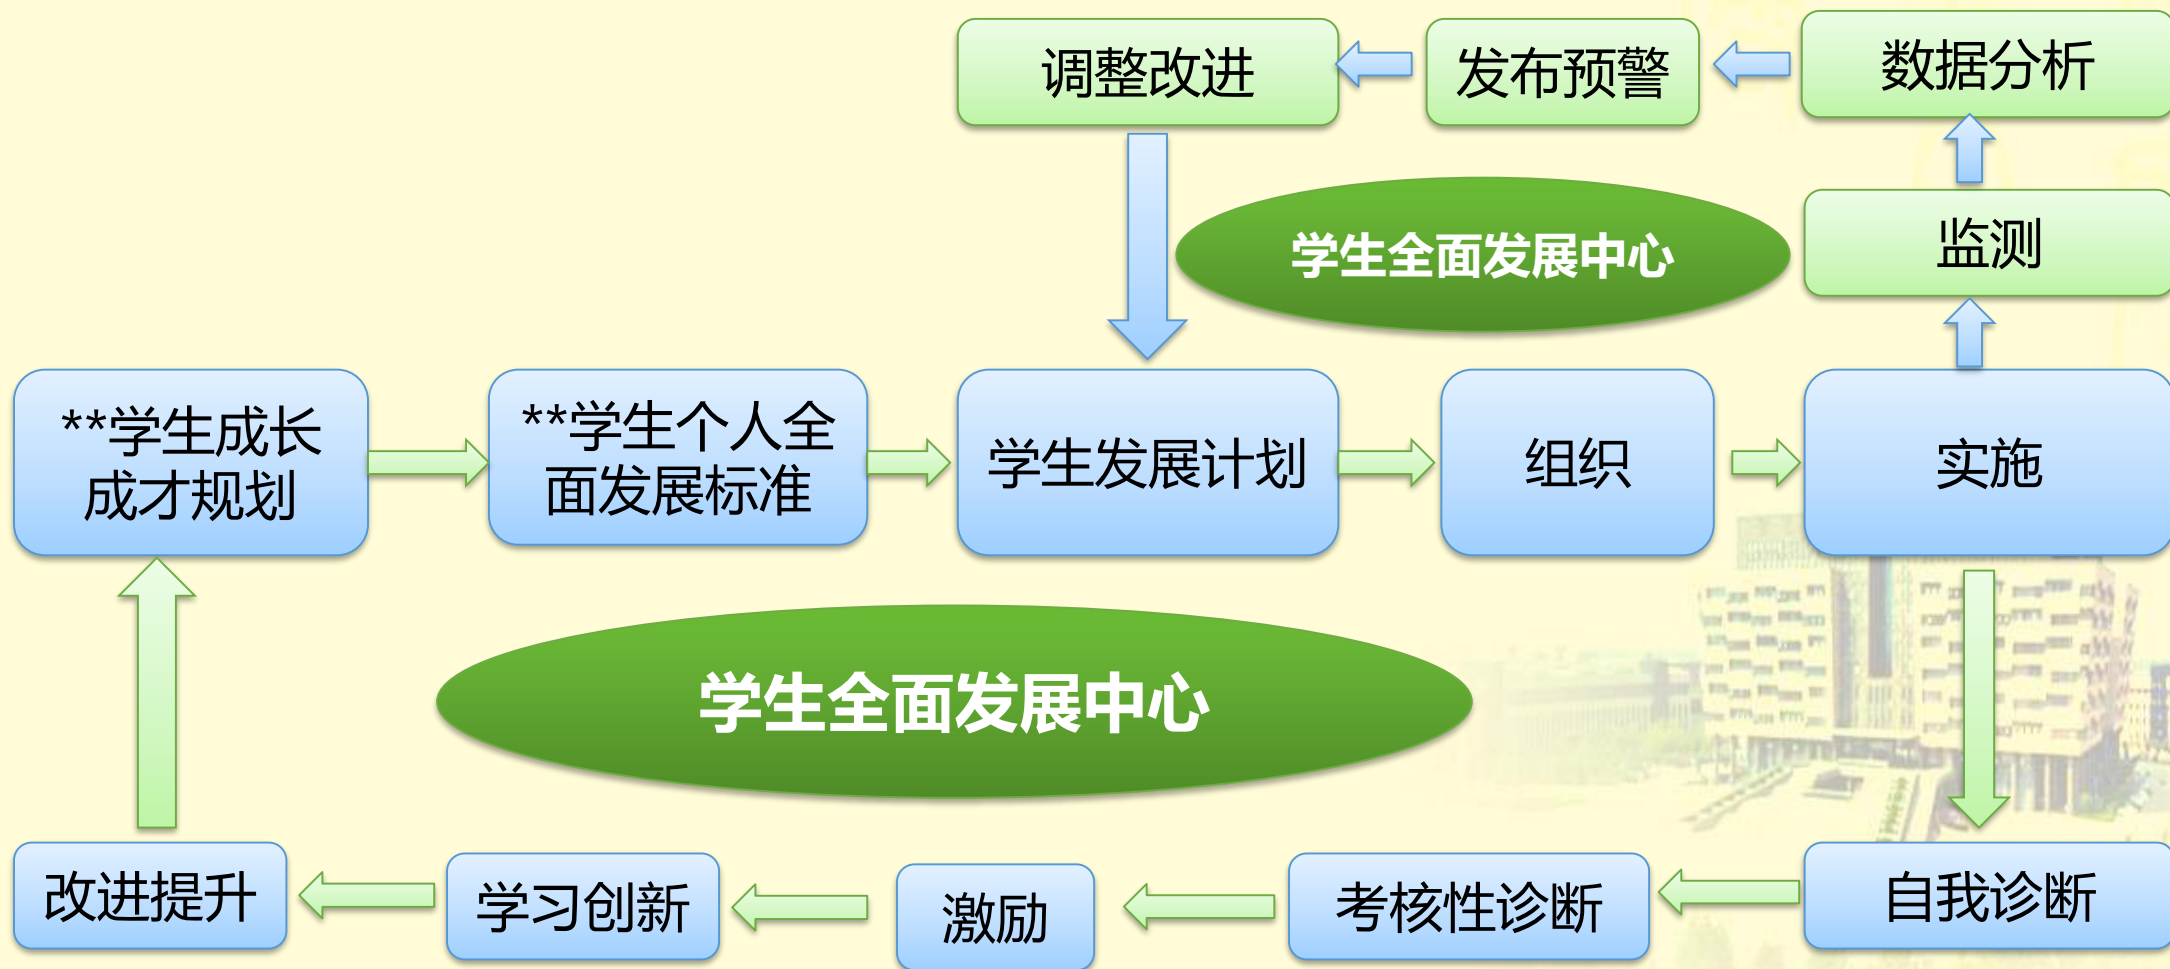 调整改进
发布预警
数据分析
学生全面发展中心
监测
**学生成长
成才规划
**学生个人全
面发展标准
学生发展计划
组织
实施
学生全面发展中心
改进提升
学习创新
激励
考核性诊断
自我诊断